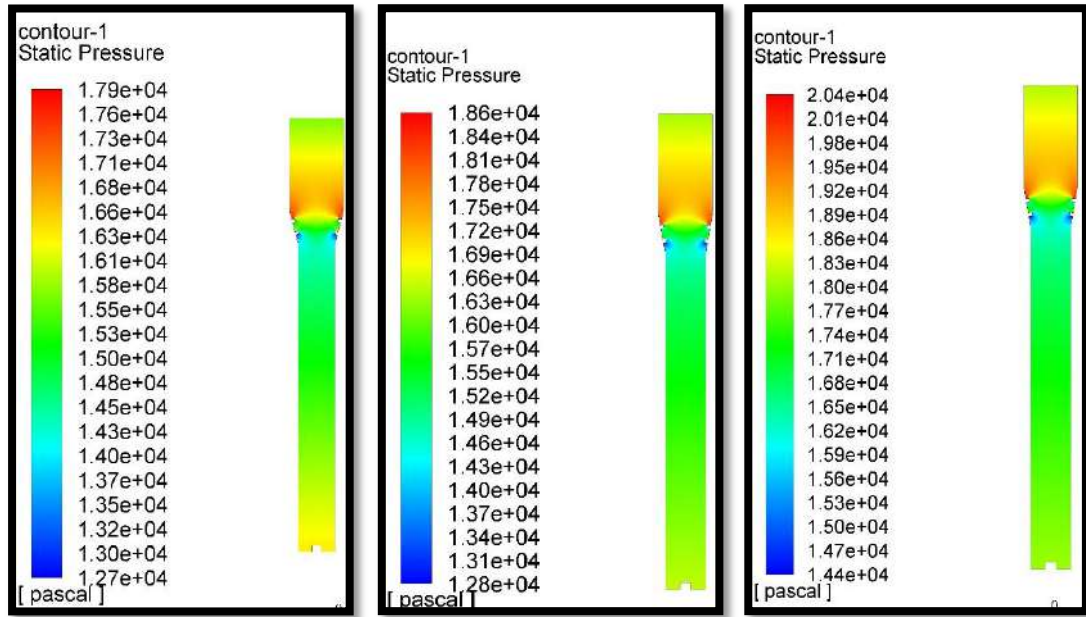 contour-1
Static Pressure
1.79e+04
1.76e+04
1.73e+04
1.71e+04
1.68e+04
1.66e+04
1.63e+04
1.61e+04
1.58e+04
1.55e+04
1.53e+04
1.50e+04
1.48e+04
1.45e+04
1.43e+04
1.40e+04
1.37e+04
1.35e+04
1.32e+04
1.30e+04
1.27e+04
[ pascal ]
contour-1
Static Pressure
1.86e+04
1.84e+04
1.81e+04
1.78e+04
1.75e+04
1.72e+04
1.69e+04
1.66e+04
1.63e+04
1.60e+04
1.57e+04
1.55e+04
1.52e+04
1.49e+04
1.46e+04
1.43e+04
1.40e+04
1.37e+04
1.34e+04
1.31e+04
1.28e+04
[ pascal ]
contour-1
Static Pressure
2.04e+04
2.01e+04
1.98e+04
1.95e+04
1.92e+04
1.89e+04
1.86e+04
1.83e+04
1.80e+04
1.77e+04
1.74e+04
1.71e+04
1.68e+04
1.65e+04
1.62e+04
1.59e+04
1.56e+04
1.53e+04
1.50e+04
1.47e+04
1.44e+04
[ pascal ]
0